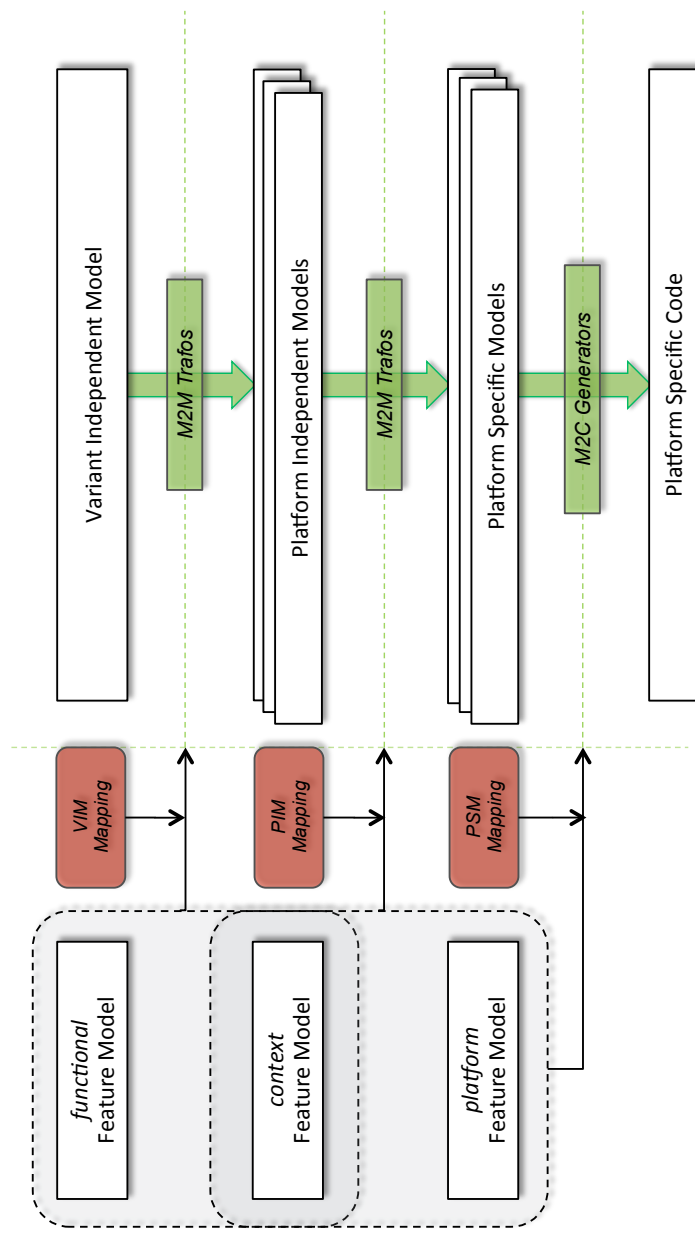 functional
Feature Model
VIM
Mapping
Variant Independent Model
M2M Trafos
context
Feature Model
PIM
Mapping
Platform Independent Models
M2M Trafos
platform
Feature Model
PSM
Mapping
Platform Specific Models
M2C Generators
Platform Specific Code